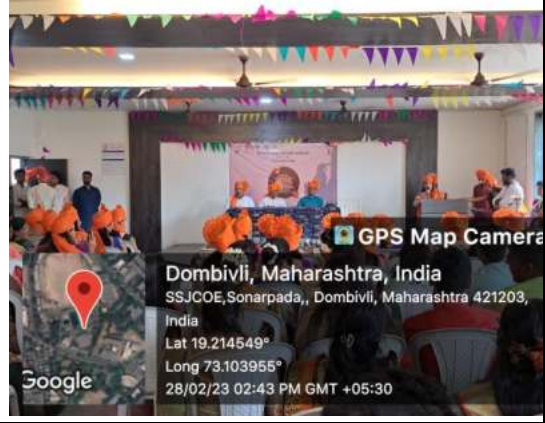 GPS Map Camera
Dombivli, Maharashtra, India
SSJCOE,Sonarpada,, Dombivli, Maharashtra 421203,
India
Lat 19.214549°
Long 73.103955°
28/02/23 02:43 PM GMT +05:30
Google